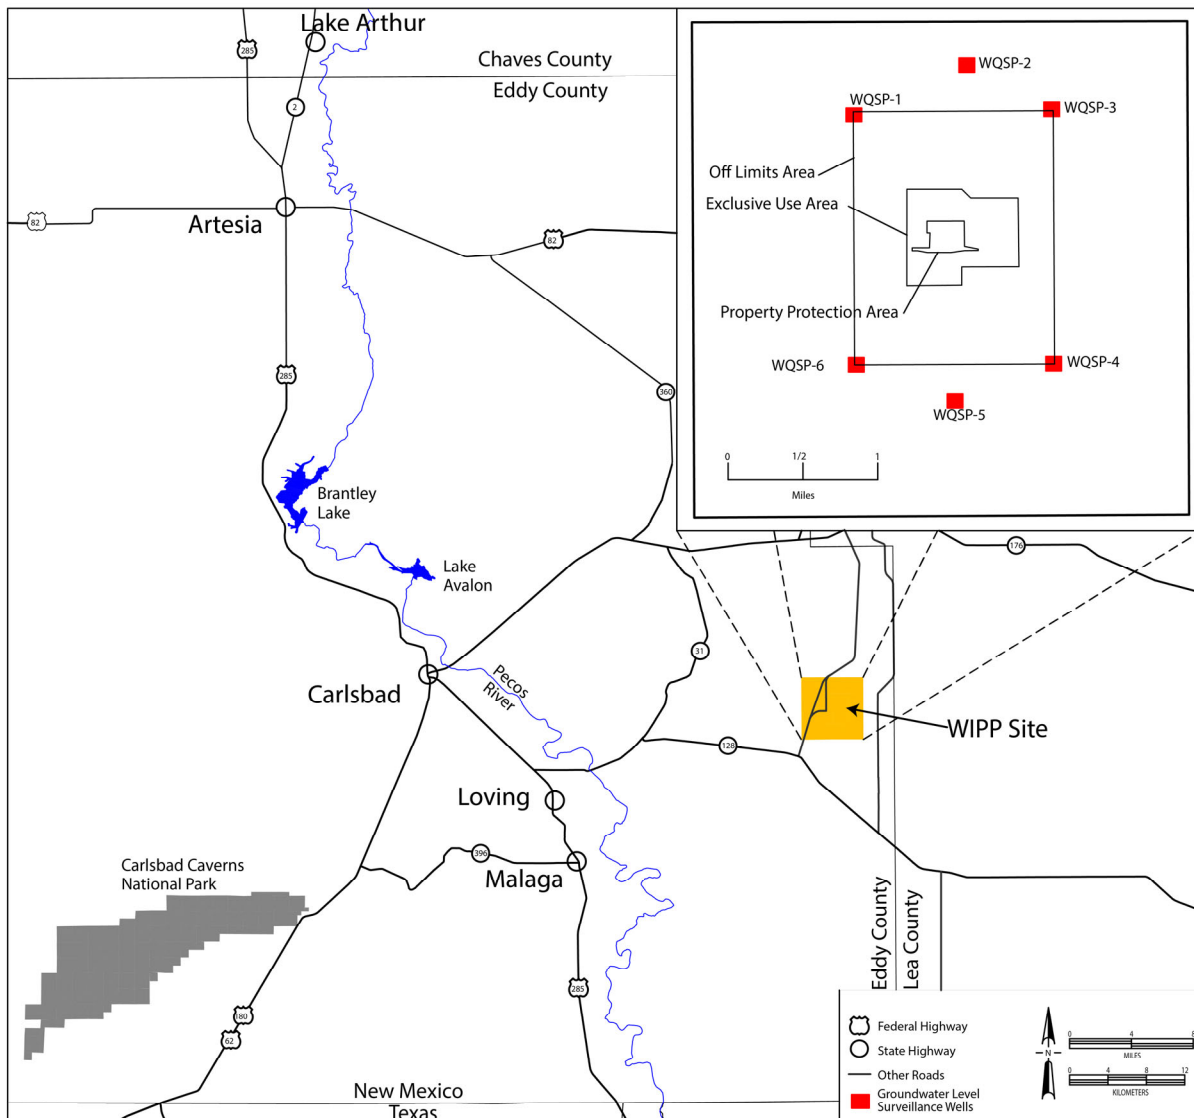 Lake Arthur
285
2
Chaves County
Eddy County
82
Artesia
82
285
360
Brantley
Lake
Lake
Avalon
WQSP-2
WQSP-1
WQSP-3
Off Limits Area
Exclusive Use Area
Property Protection Area
WQSP-6
WQSP-4
WQSP-5
0 1/2 1
Miles
176
31
Pecos
River
Carlsbad
WIPP Site
128
Loving
396
Malaga
Carlsbad Caverns
National Park
Eddy County
Lea County
285
180
62
New Mexico
Texas
Federal Highway
State Highway
Other Roads
Groundwater Level
Surveillance Wells
N
0 4 8
MILES
0 4 8 12
KILOMETERS